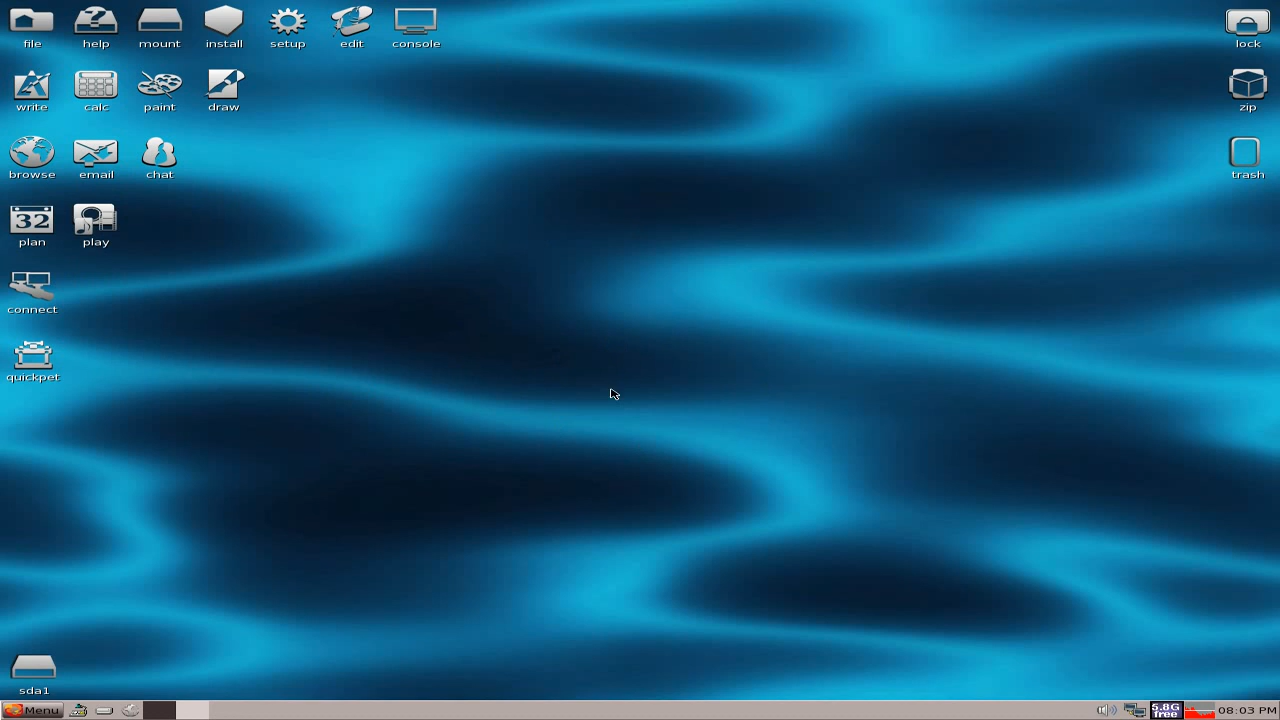 file help mount install setup edit console lock
write calc paint draw zip
browse email chat trash
32
plan play
connect
quickpet
sda1
Menu 5.8G free 08:03 PM